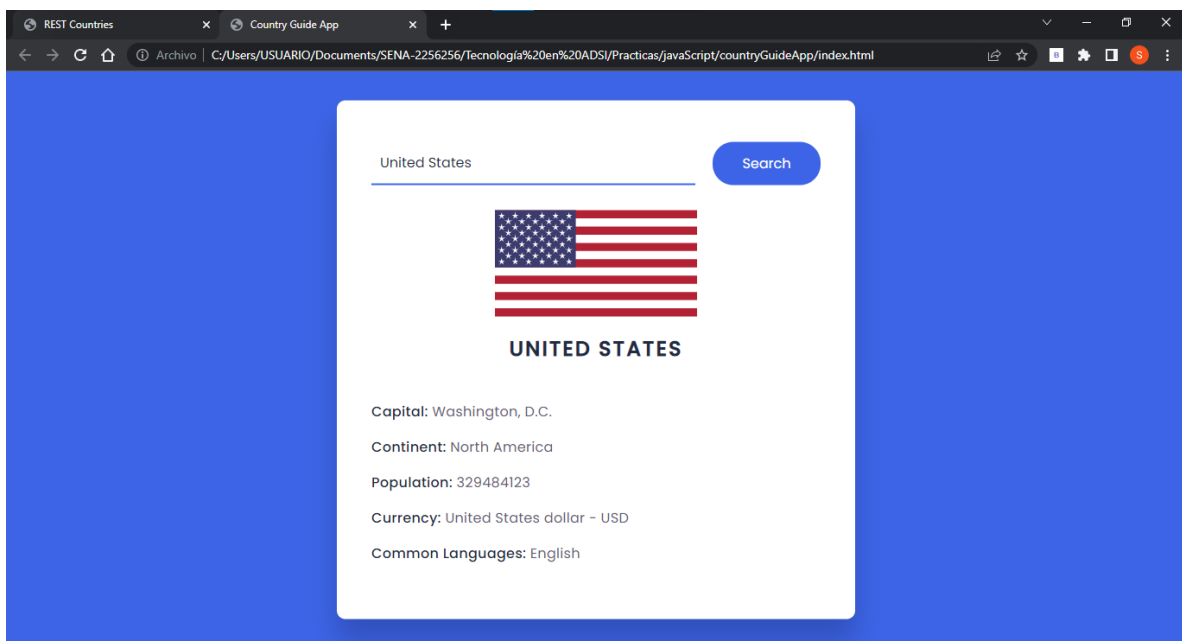 REST Countries
Country Guide App
Archivo
C:/Users/USUARIO/Documents/SENA-2256256/Tecnología%20en%20ADSI/Practicas/javaScript/countryGuideApp/index.html
B
S
United States
Search
UNITED STATES
Capital: Washington, D.C.
Continent: North America
Population: 329484123
Currency: United States dollar - USD
Common Languages: English